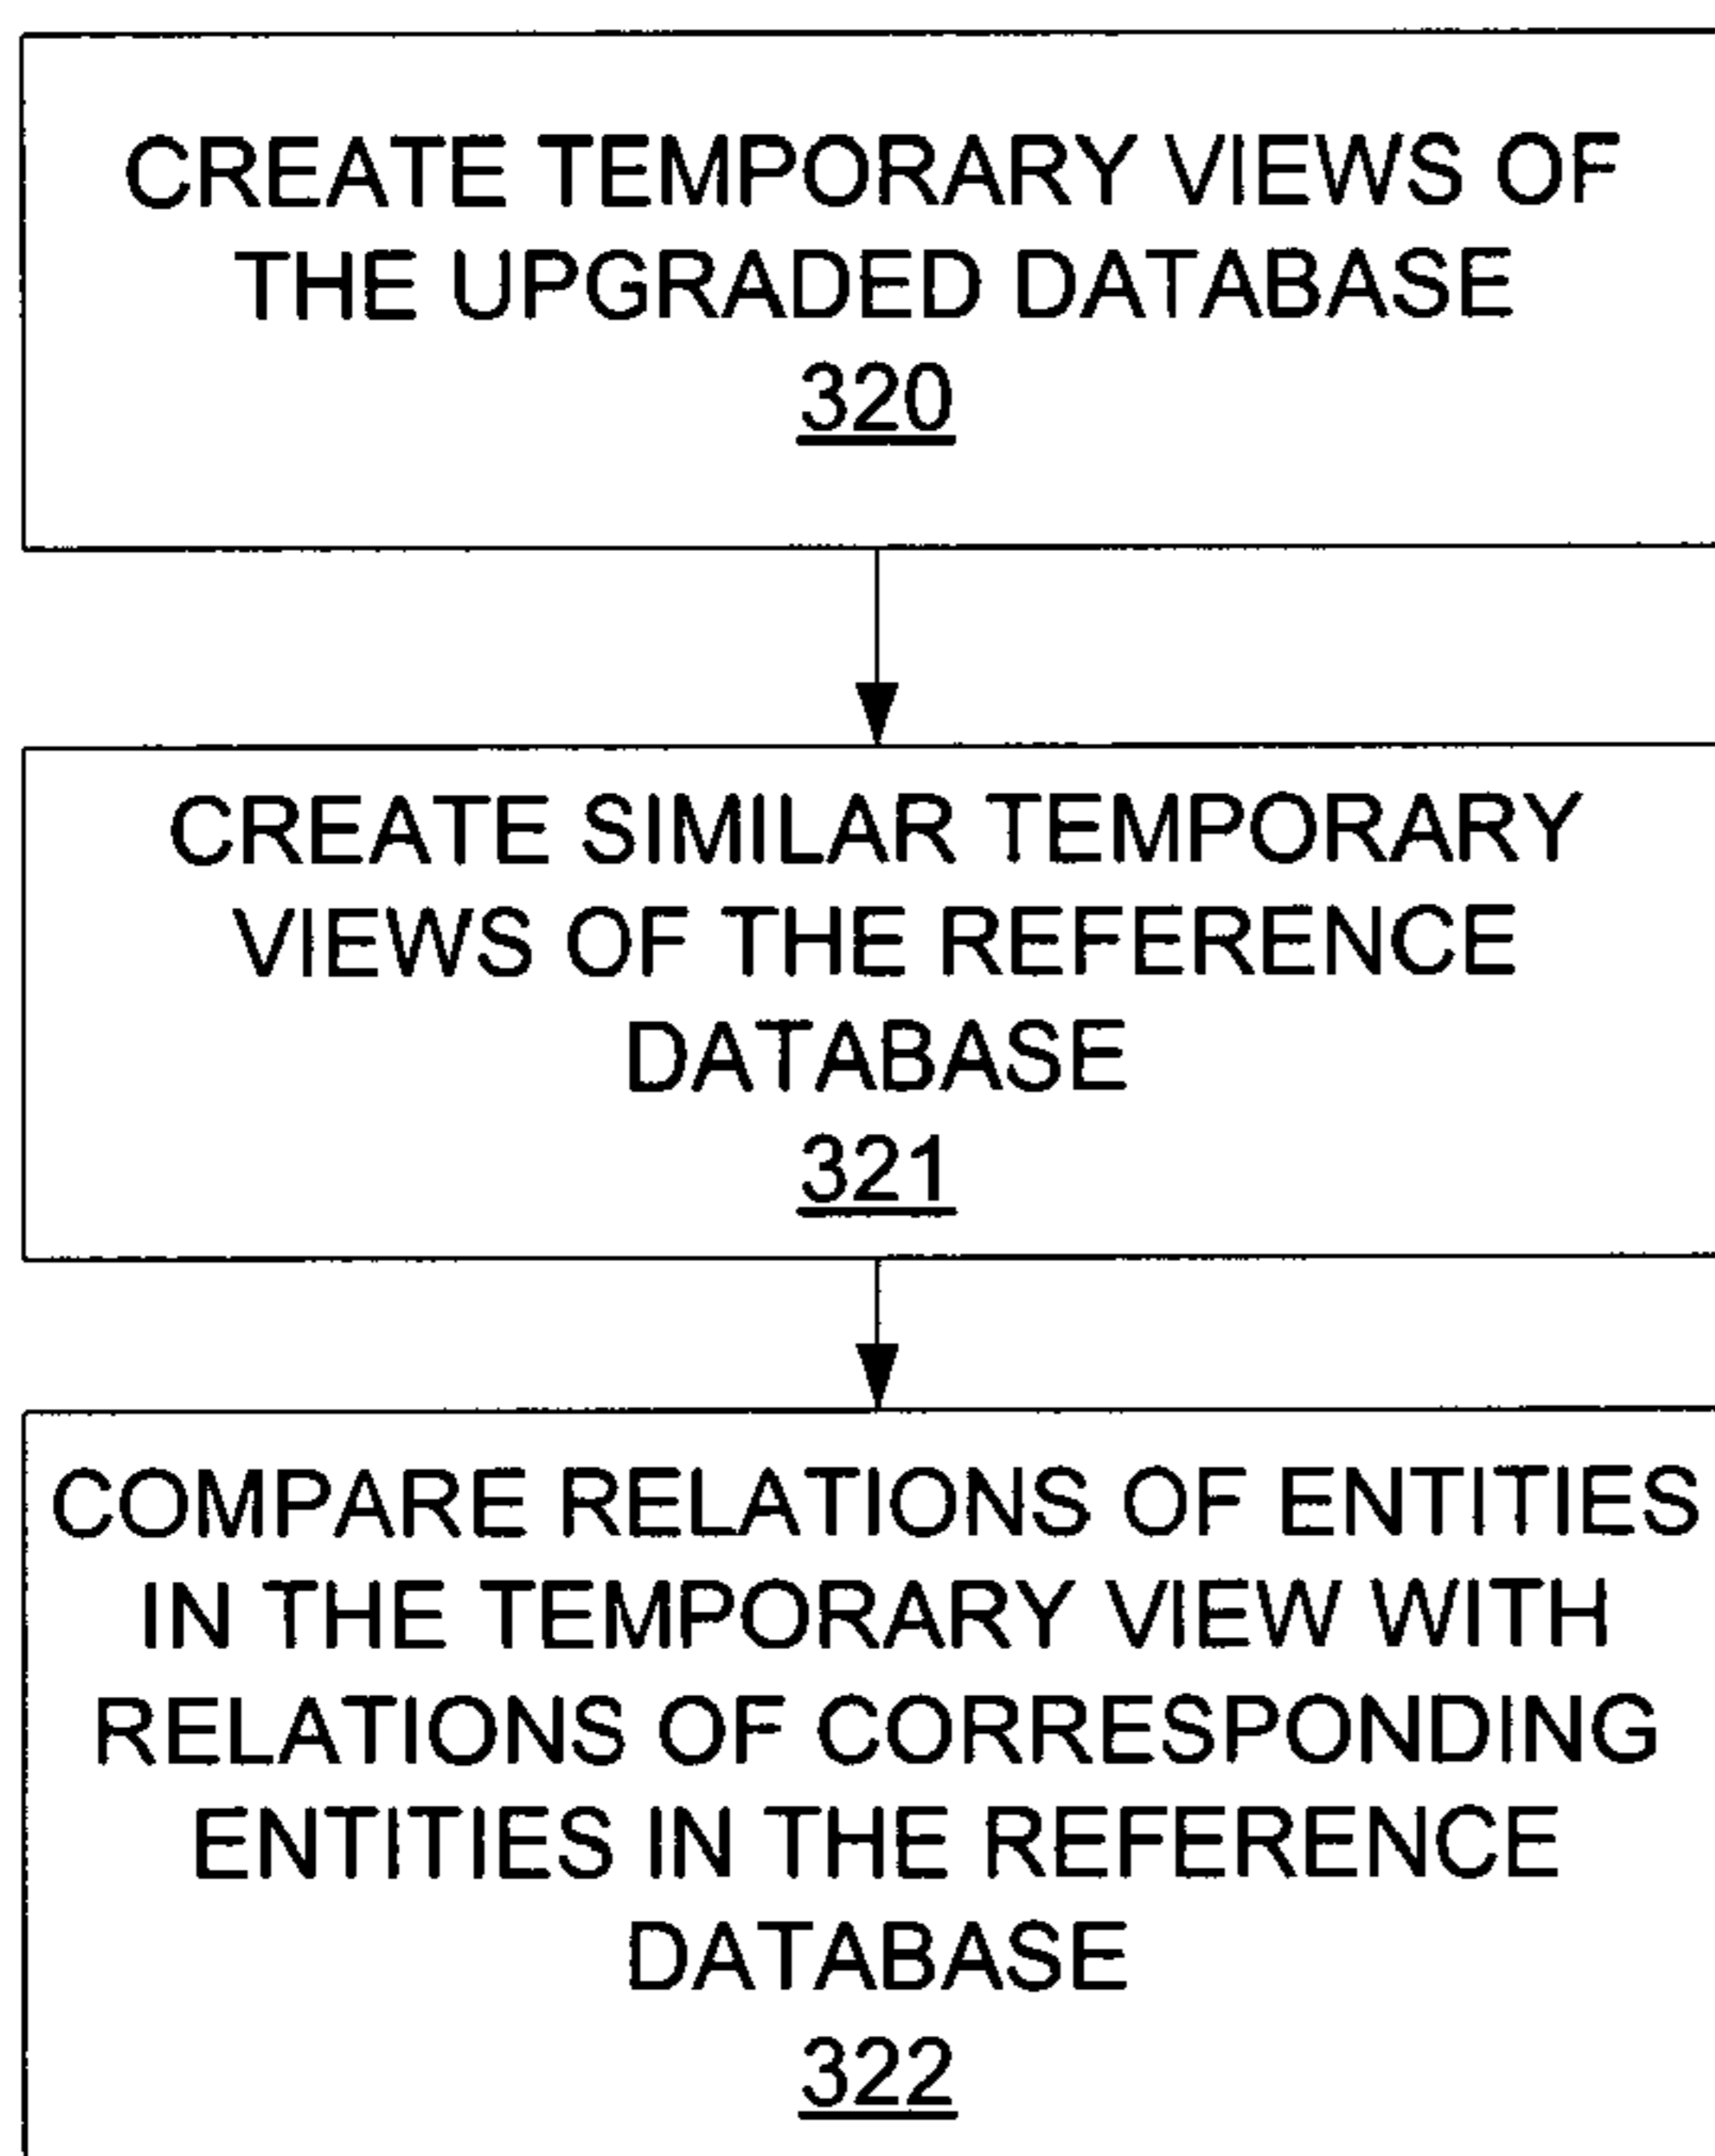 CREATE TEMPORARY VIEWS OF
THE UPGRADED DATABASE
320
CREATE SIMILAR TEMPORARY
VIEWS OF THE REFERENCE
DATABASE
321
COMPARE RELATIONS OF ENTITIES
IN THE TEMPORARY VIEW WITH
RELATIONS OF CORRESPONDING
ENTITIES IN THE REFERENCE
DATABASE
322